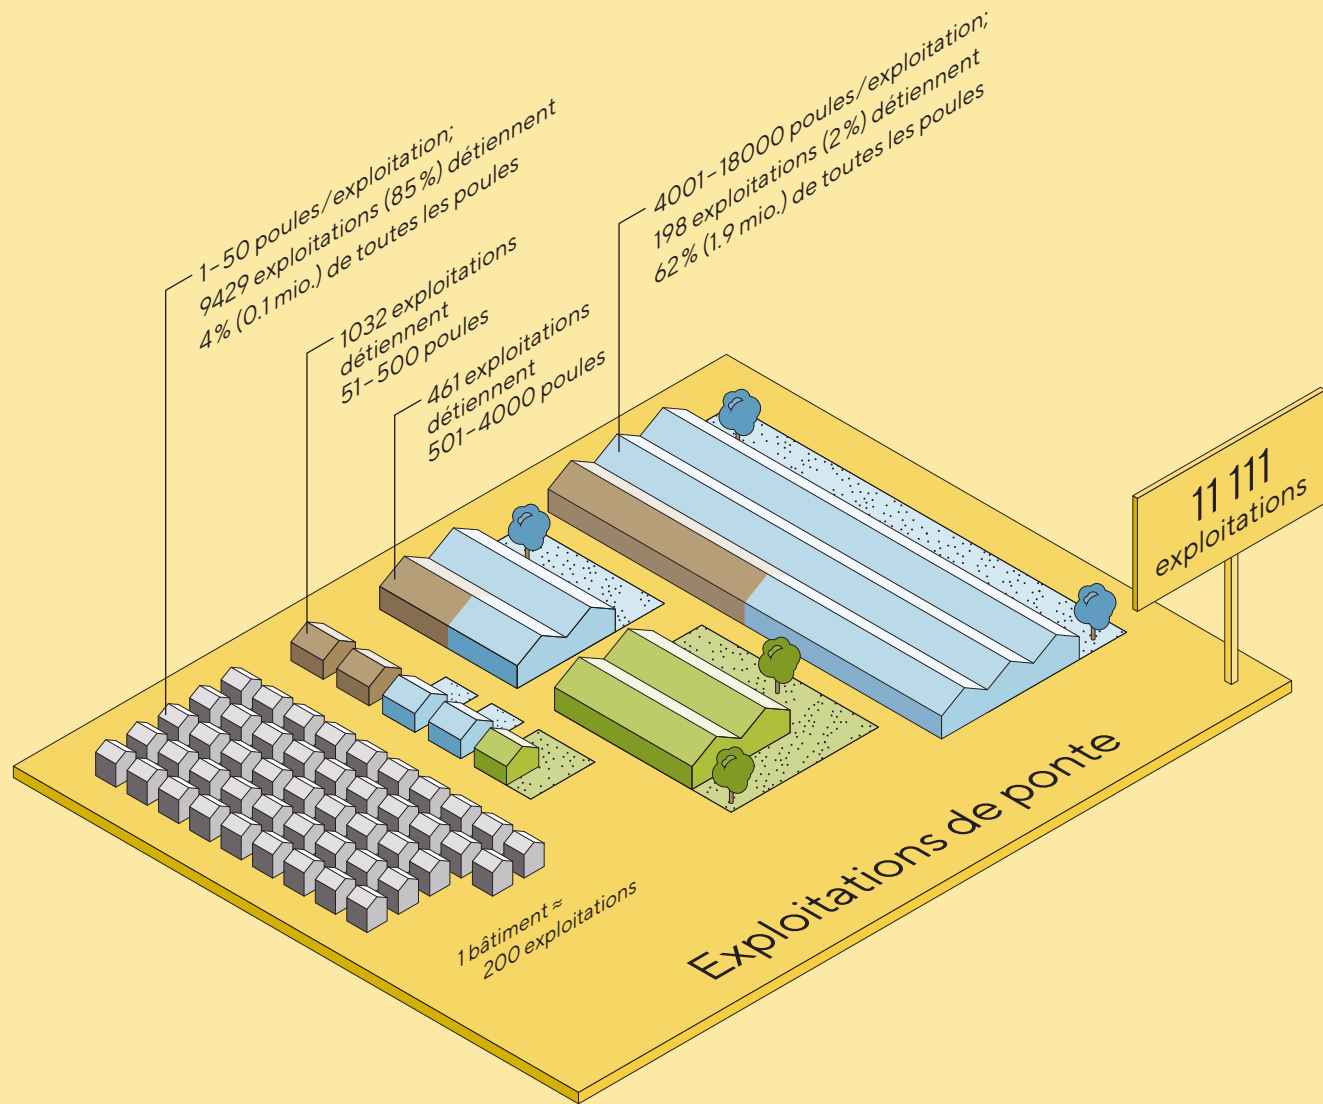 1–50 poules/exploitation;
9429 exploitations (85%) détiennent
4% (0.1 mio.) de toutes les poules
1032 exploitations
détiennent
51–500 poules
461 exploitations
détiennent
501–4000 poules
4001–18000 poules/exploitation;
198 exploitations (2%) détiennent
62% (1.9 mio.) de toutes les poules
11 111
exploitations
Exploitations de ponte
1 bâtiment ≈
200 exploitations